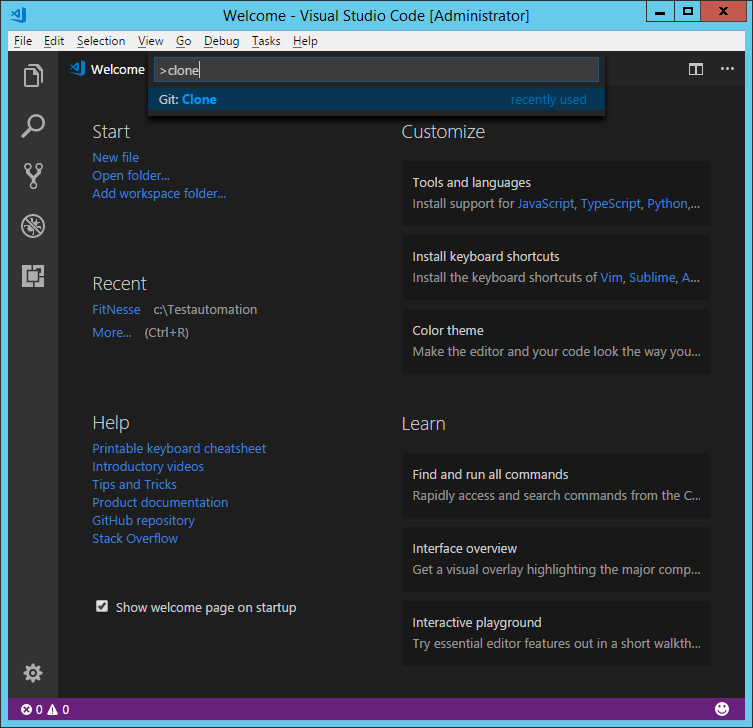 Welcome - Visual Studio Code [Administrator]
File Edit Selection View Go Debug Tasks Help
Welcome
>clone
Git: Clone recently used
Start
New file
Open folder...
Add workspace folder...
Recent
FitNesse c:\Testautomation
More... (Ctrl+R)
Help
Printable keyboard cheatsheet
Introductory videos
Tips and Tricks
Product documentation
GitHub repository
Stack Overflow
Show welcome page on startup
Customize
Tools and languages
Install support for JavaScript, TypeScript, Python,...
Install keyboard shortcuts
Install the keyboard shortcuts of Vim, Sublime, A...
Color theme
Make the editor and your code look the way you...
Learn
Find and run all commands
Rapidly access and search commands from the C...
Interface overview
Get a visual overlay highlighting the major comp...
Interactive playground
Try essential editor features out in a short walkth...
0 0